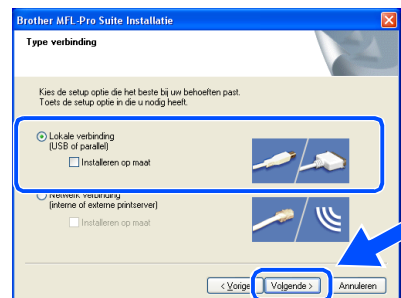 Brother MFL-Pro Suite Installatie
Type verbinding
Kies de setup optie die het beste bij uw behoeften past.
Toets de setup optie in die u nodig heeft.
Lokale verbinding
(USB of parallel)
Installeren op maat
Netwerk verbinding
(interne of externe printserver)
Installeren op maat
< Vorige
Volgende >
Annuleren